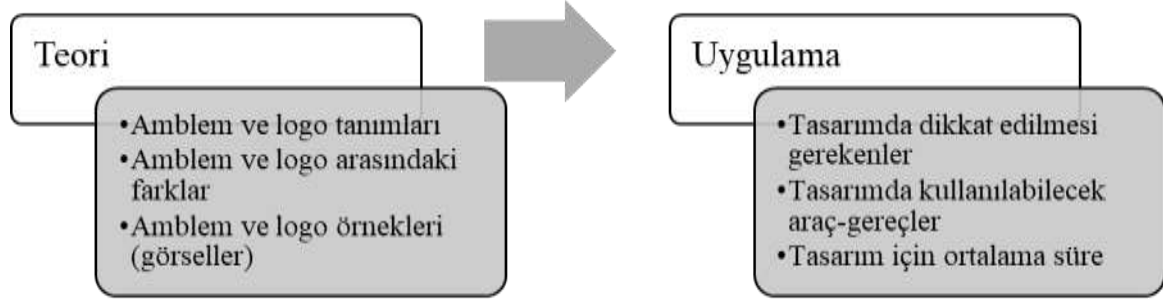 Teori
•Amblem ve logo tanımları
•Amblem ve logo arasındaki
farklar
•Amblem ve logo örnekleri
(görseller)
Uygulama
•Tasarımda dikkat edilmesi
gerekenler
•Tasarımda kullanılabilecek
araç-gereçler
•Tasarım için ortalama süre